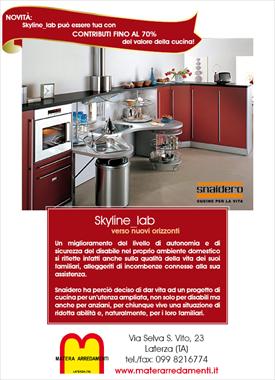 NOVITÀ:
Skyline_lab può essere tua con
CONTRIBUTI FINO AL 70%
del valore della cucina!
snaidero
CUCINE PER LA VITA
Skyline_lab
verso nuovi orizzonti
Un miglioramento del livello di autonomia e di
sicurezza del disabile nel proprio ambiente domestico
si riflette infatti anche sulla qualità della vita dei suoi
familiari, alleggeriti di incombenze connesse alla sua
assistenza.
Snaidero ha perciò deciso di dar vita ad un progetto di
cucina per un'utenza ampliata, non solo per disabili ma
anche per anziani, per chiunque vive una situazione di
ridotta abilità e, naturalmente, per i loro familiari.
MATERA ARREDAMENTI
LATERZA (TA)
Via Selva S. Vito, 23
Laterza (TA)
tel./fax: 099 8216774
www.materarredamenti.it